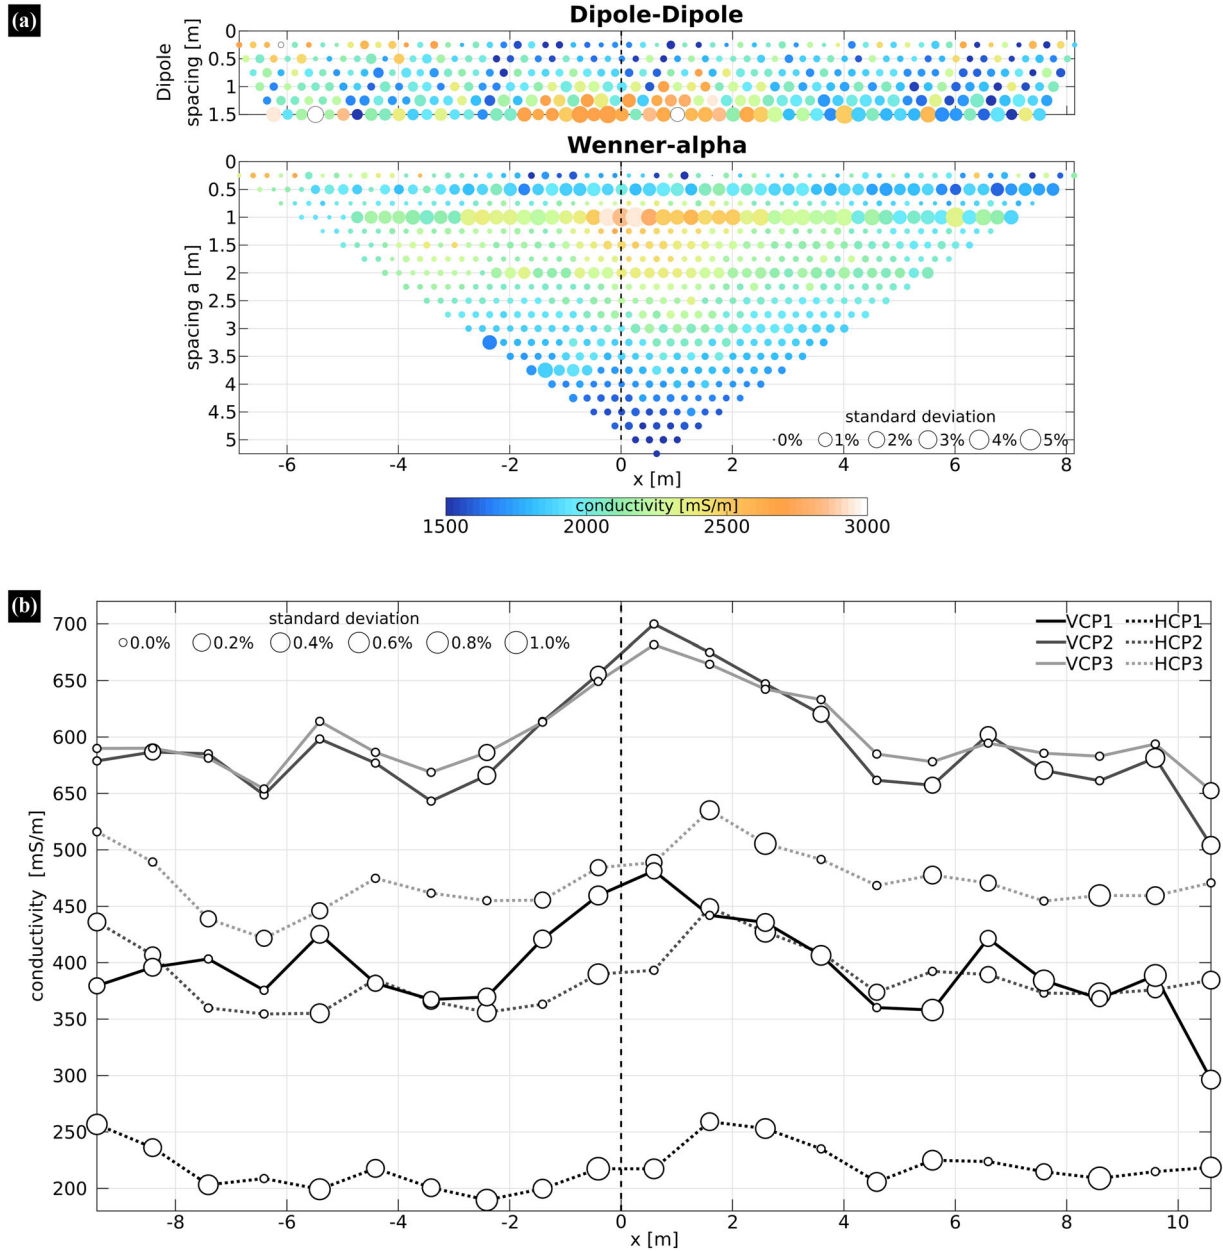 (a)
Dipole-Dipole
Dipole
spacing [m]
0
0.5
1
1.5
Wenner-alpha
spacing a [m]
0
0.5
1
1.5
2
2.5
3
3.5
4
4.5
5
standard deviation
0% 1% 2% 3% 4% 5%
-6 -4 -2 0 2 4 6 8
x [m]
conductivity [mS/m]
1500 2000 2500 3000
(b)
standard deviation
0.0% 0.2% 0.4% 0.6% 0.8% 1.0%
VCP1 HCP1
VCP2 HCP2
VCP3 HCP3
conductivity [mS/m]
700
650
600
650
500
450
400
350
300
250
200
-8 -6 -4 -2 0 2 4 6 8 10
x [m]